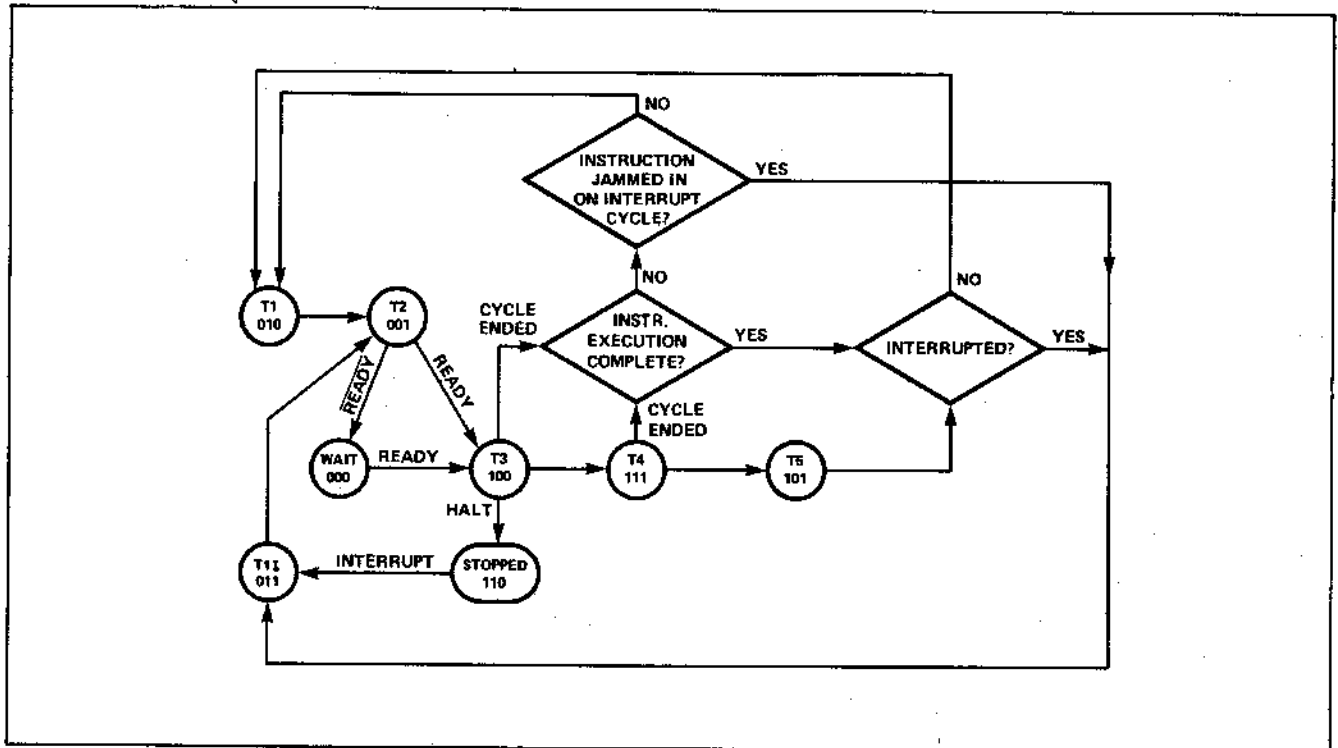 NO
INSTRUCTION
JAMMED IN
ON INTERRUPT
CYCLE?
YES
NO
NO
T1
010
T2
001
CYCLE
ENDED
INSTR.
EXECUTION
COMPLETE?
YES
INTERRUPTED?
YES
READY
READY
CYCLE
ENDED
WAIT
000
READY
T3
100
T4
111
T5
101
HALT
T1I
011
INTERRUPT
STOPPED
110